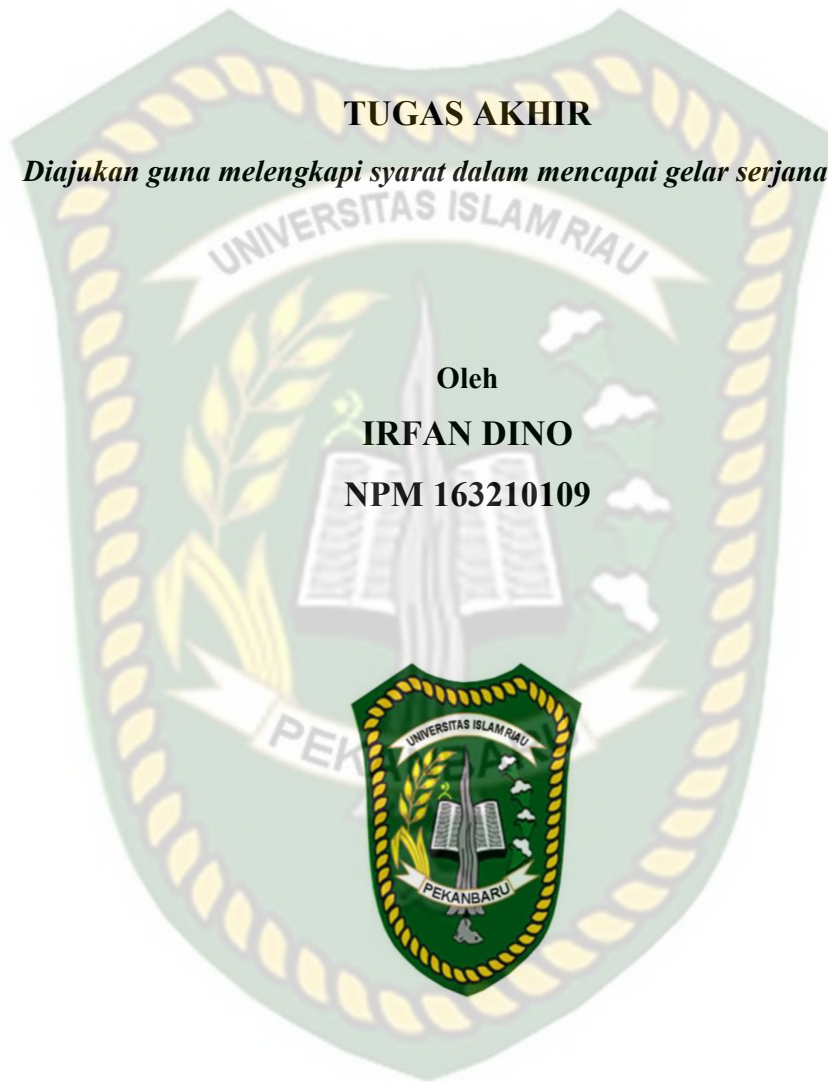 TUGAS AKHIR
Diajukan guna melengkapi syarat dalam mencapai gelar serjana
UNIVERSITAS ISLAM RIAU
Oleh
IRFAN DINO
NPM 163210109
UNIVERSITAS ISLAM RIAU
PEKANBARU
PEKANBARU